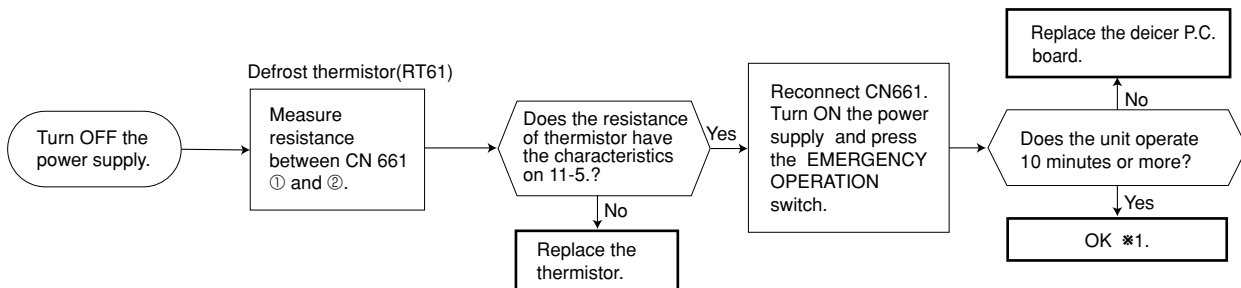 Turn OFF the
power supply.
Defrost thermistor(RT61)
Measure
resistance
between CN 661
① and ②.
Does the resistance
of thermistor have
the characteristics
on 11-5.?
Yes
No
Replace the
thermistor.
Reconnect CN661.
Turn ON the power
supply and press
the EMERGENCY
OPERATION
switch.
Does the unit operate
10 minutes or more?
No
Replace the deicer P.C.
board.
Yes
OK ※1.